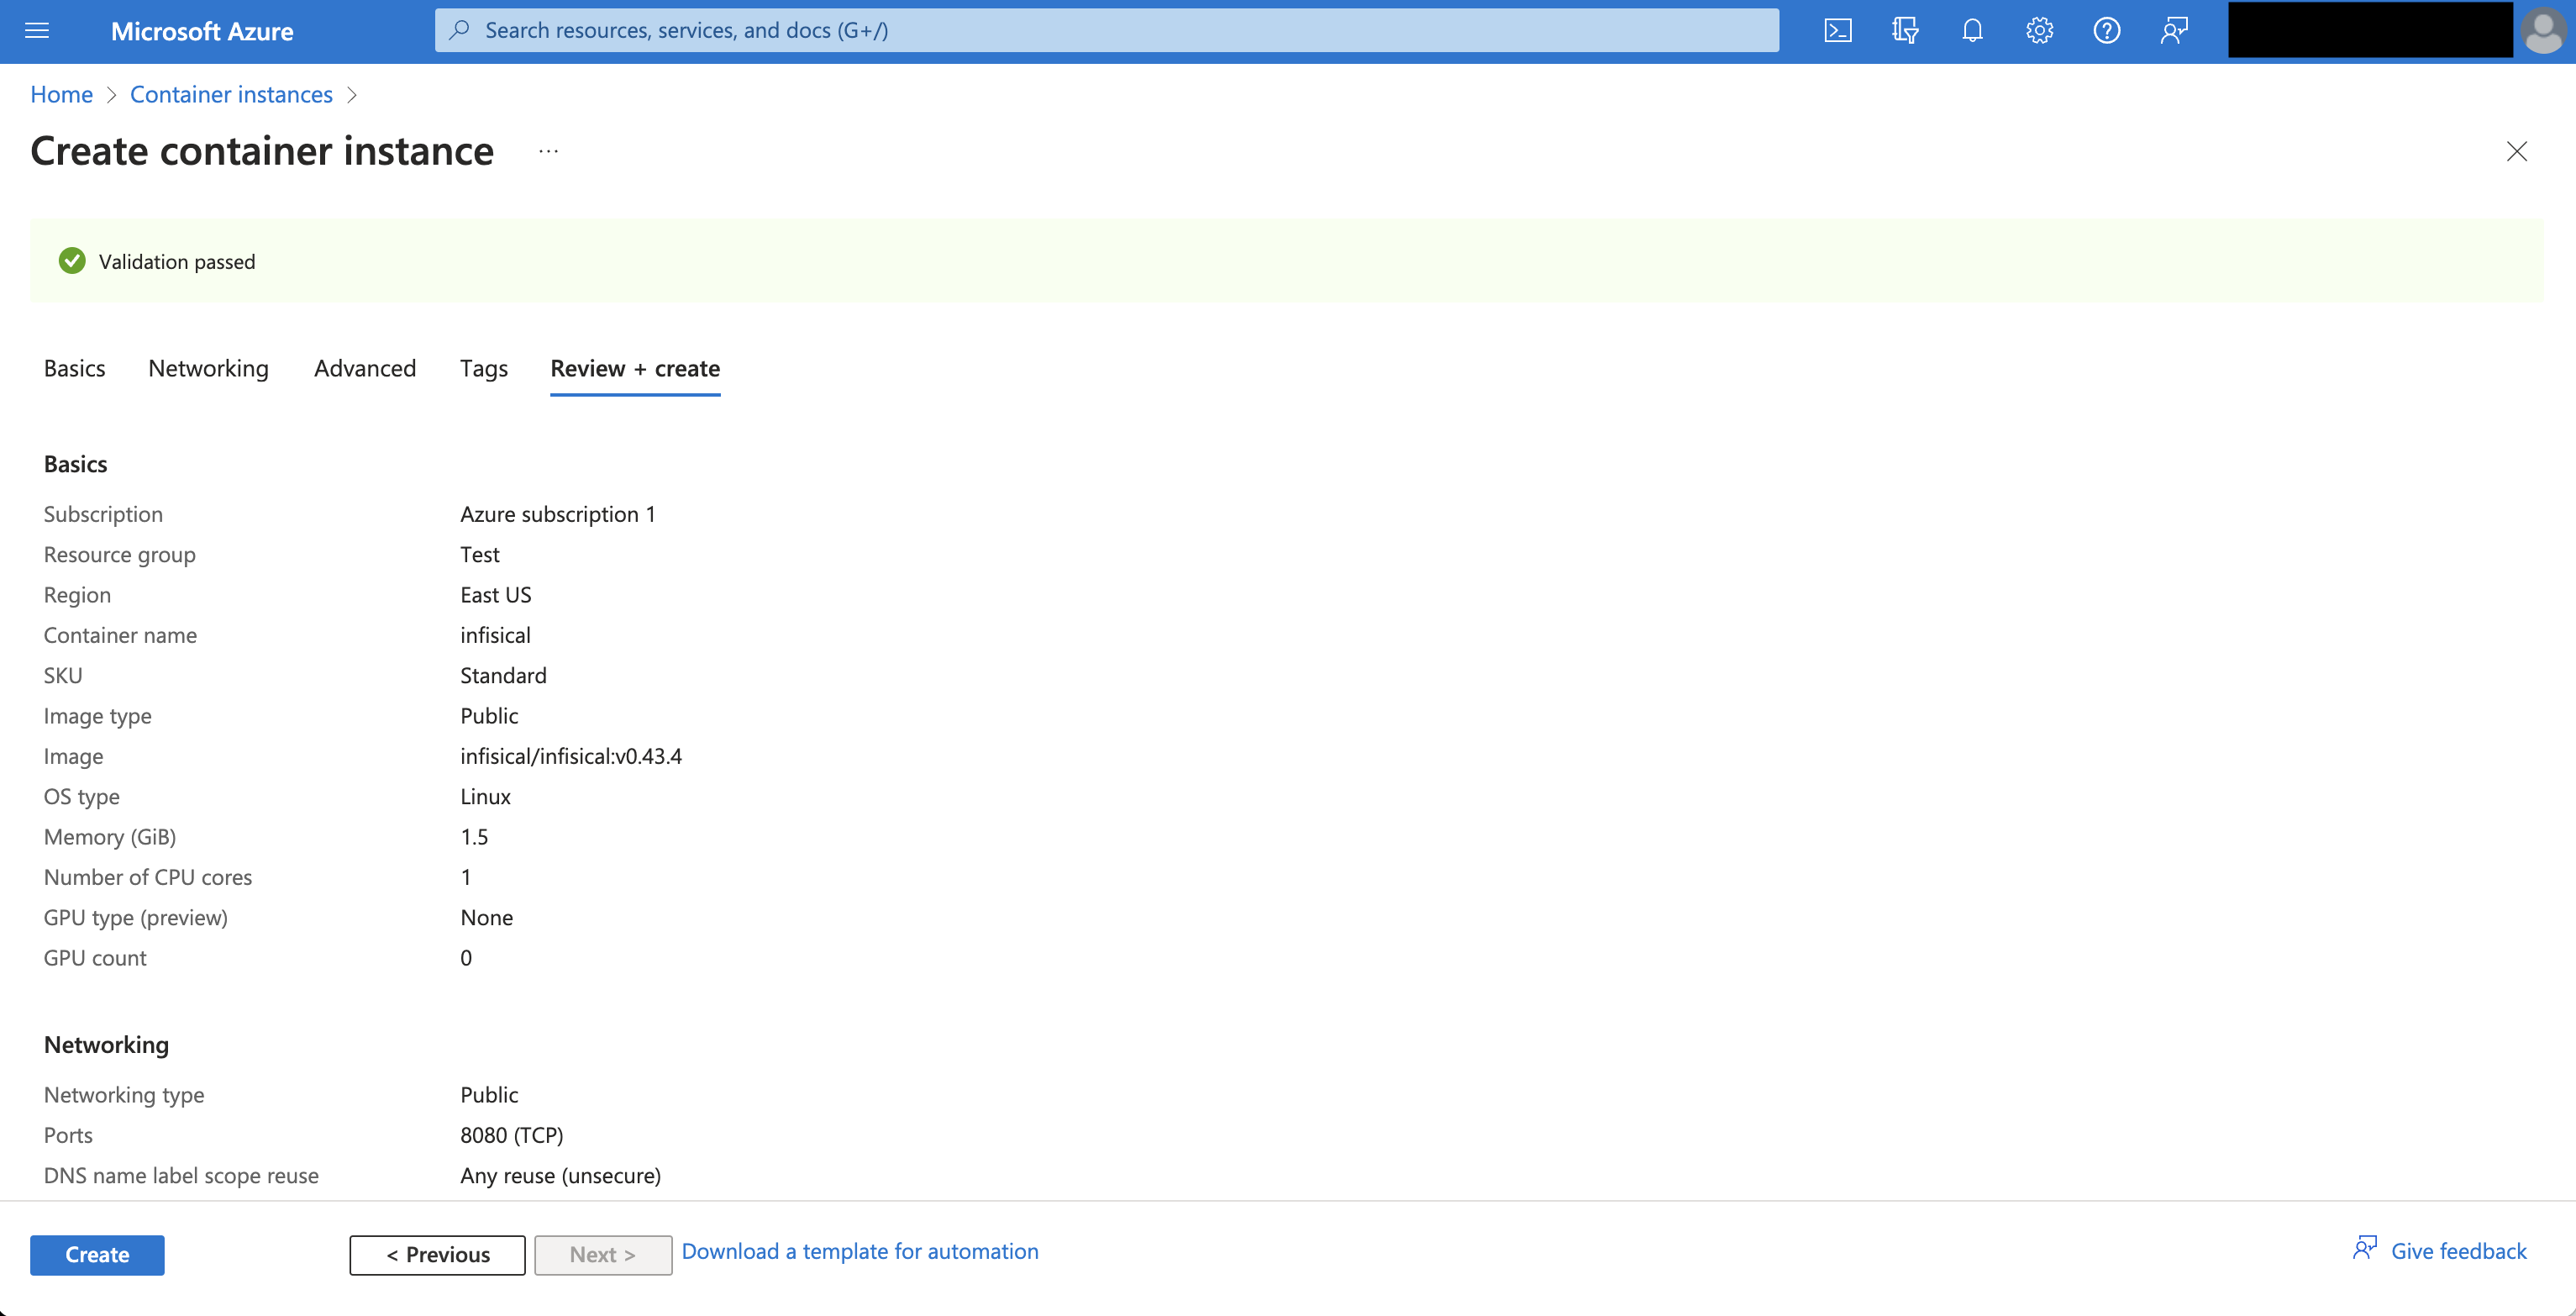 Microsoft Azure
Search resources, services, and docs (G+/)
Home > Container instances >
Create container instance ...
Validation passed
Basics Networking Advanced Tags Review + create
Basics
Subscription Azure subscription 1
Resource group Test
Region East US
Container name infisical
SKU Standard
Image type Public
Image infisical/infisical:v0.43.4
OS type Linux
Memory (GiB) 1.5
Number of CPU cores 1
GPU type (preview) None
GPU count 0
Networking
Networking type Public
Ports 8080 (TCP)
DNS name label scope reuse Any reuse (unsecure)
Create < Previous Next > Download a template for automation Give feedback